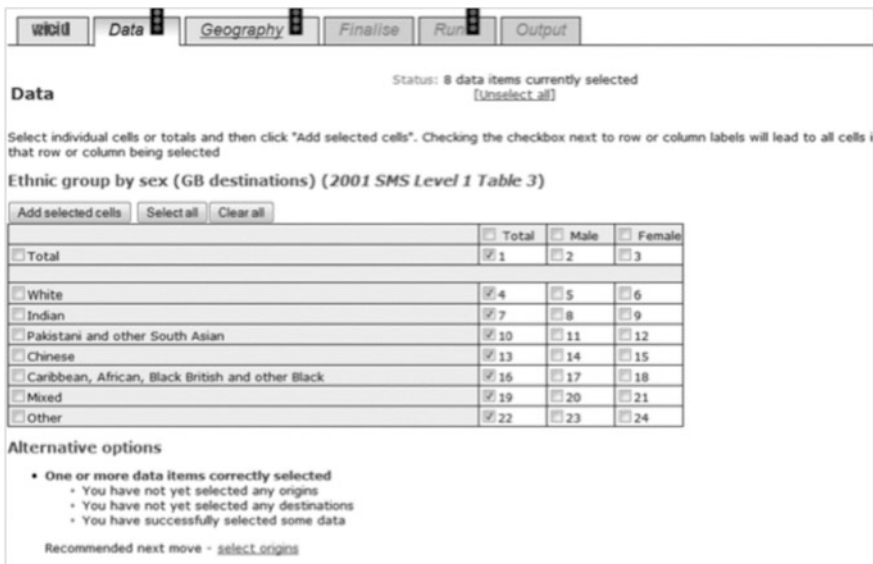 wicid Data Geography Finalise Run Output
Status: 8 data items currently selected
Data
[Unselect all]
Select individual cells or totals and then click "Add selected cells". Checking the checkbox next to row or column labels will lead to all cells i
that row or column being selected
Ethnic group by sex (GB destinations) (2001 SMS Level 1 Table 3)
Add selected cells Select all Clear all
Total Male Female
Total 1 2 3
White 4 5 6
Indian 7 8 9
Pakistani and other South Asian 10 11 12
Chinese 13 14 15
Caribbean, African, Black British and other Black 16 17 18
Mixed 19 20 21
Other 22 23 24
Alternative options
• One or more data items correctly selected
• You have not yet selected any origins
• You have not yet selected any destinations
• You have successfully selected some data
Recommended next move - select origins